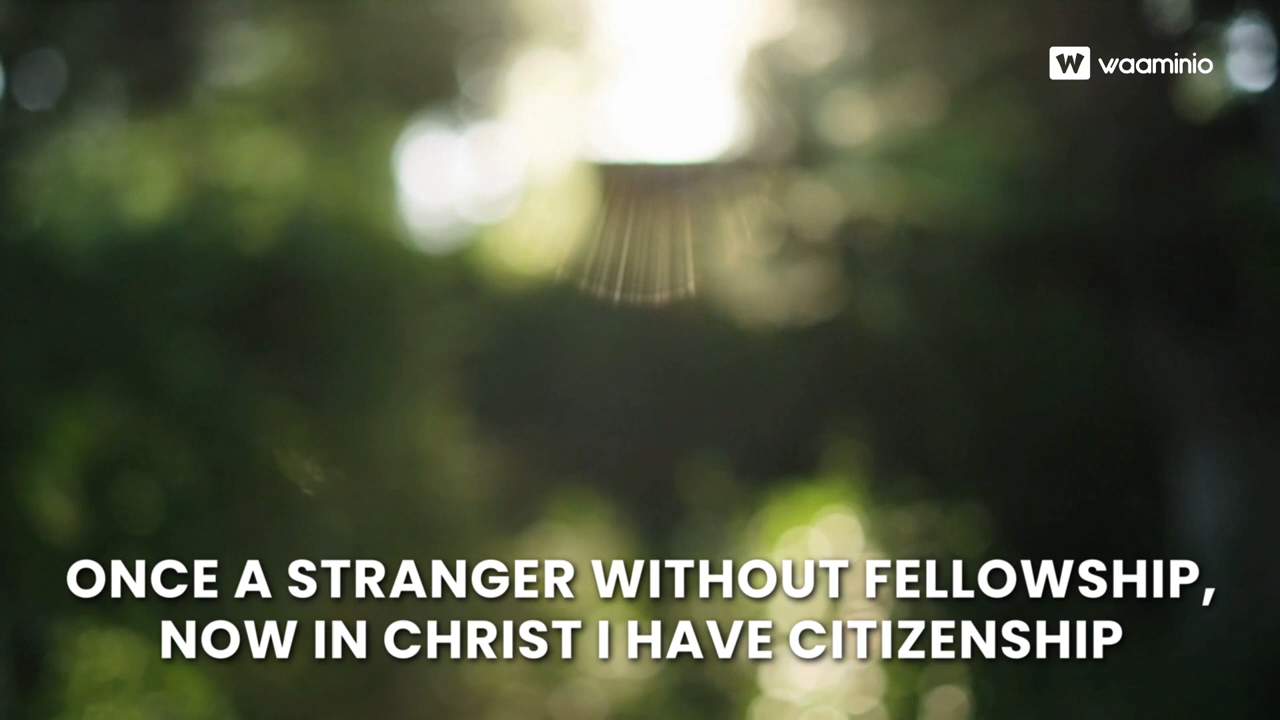 W waaminio
ONCE A STRANGER WITHOUT FELLOWSHIP,
NOW IN CHRIST I HAVE CITIZENSHIP